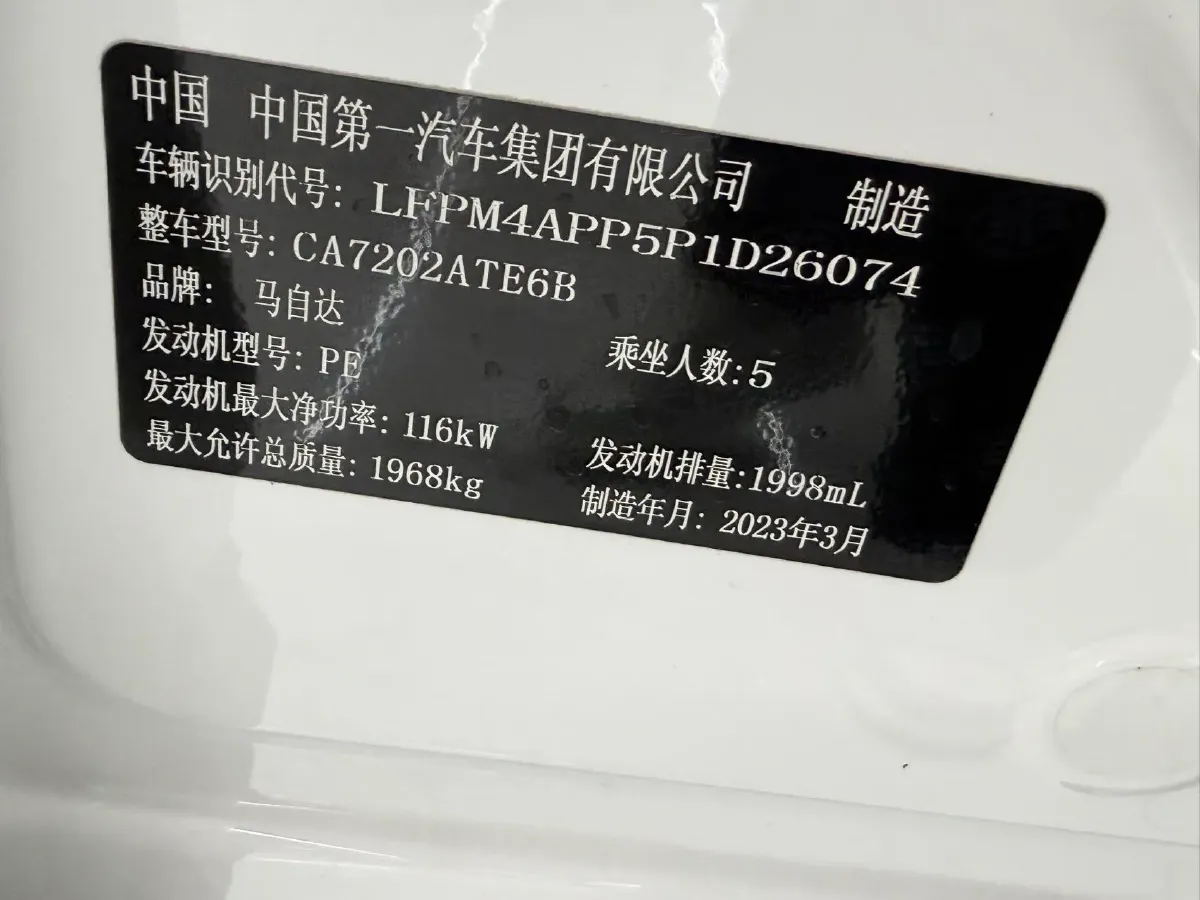 中国 中国第一汽车集团有限公司 制造
车辆识别代号: LFPM4APP5P1D26074
整车型号: CA7202ATE6B
品牌: 马自达
发动机型号: PE 乘坐人数:5
发动机最大净功率: 116kW 发动机排量:1998mL
最大允许总质量: 1968kg 制造年月: 2023年3月